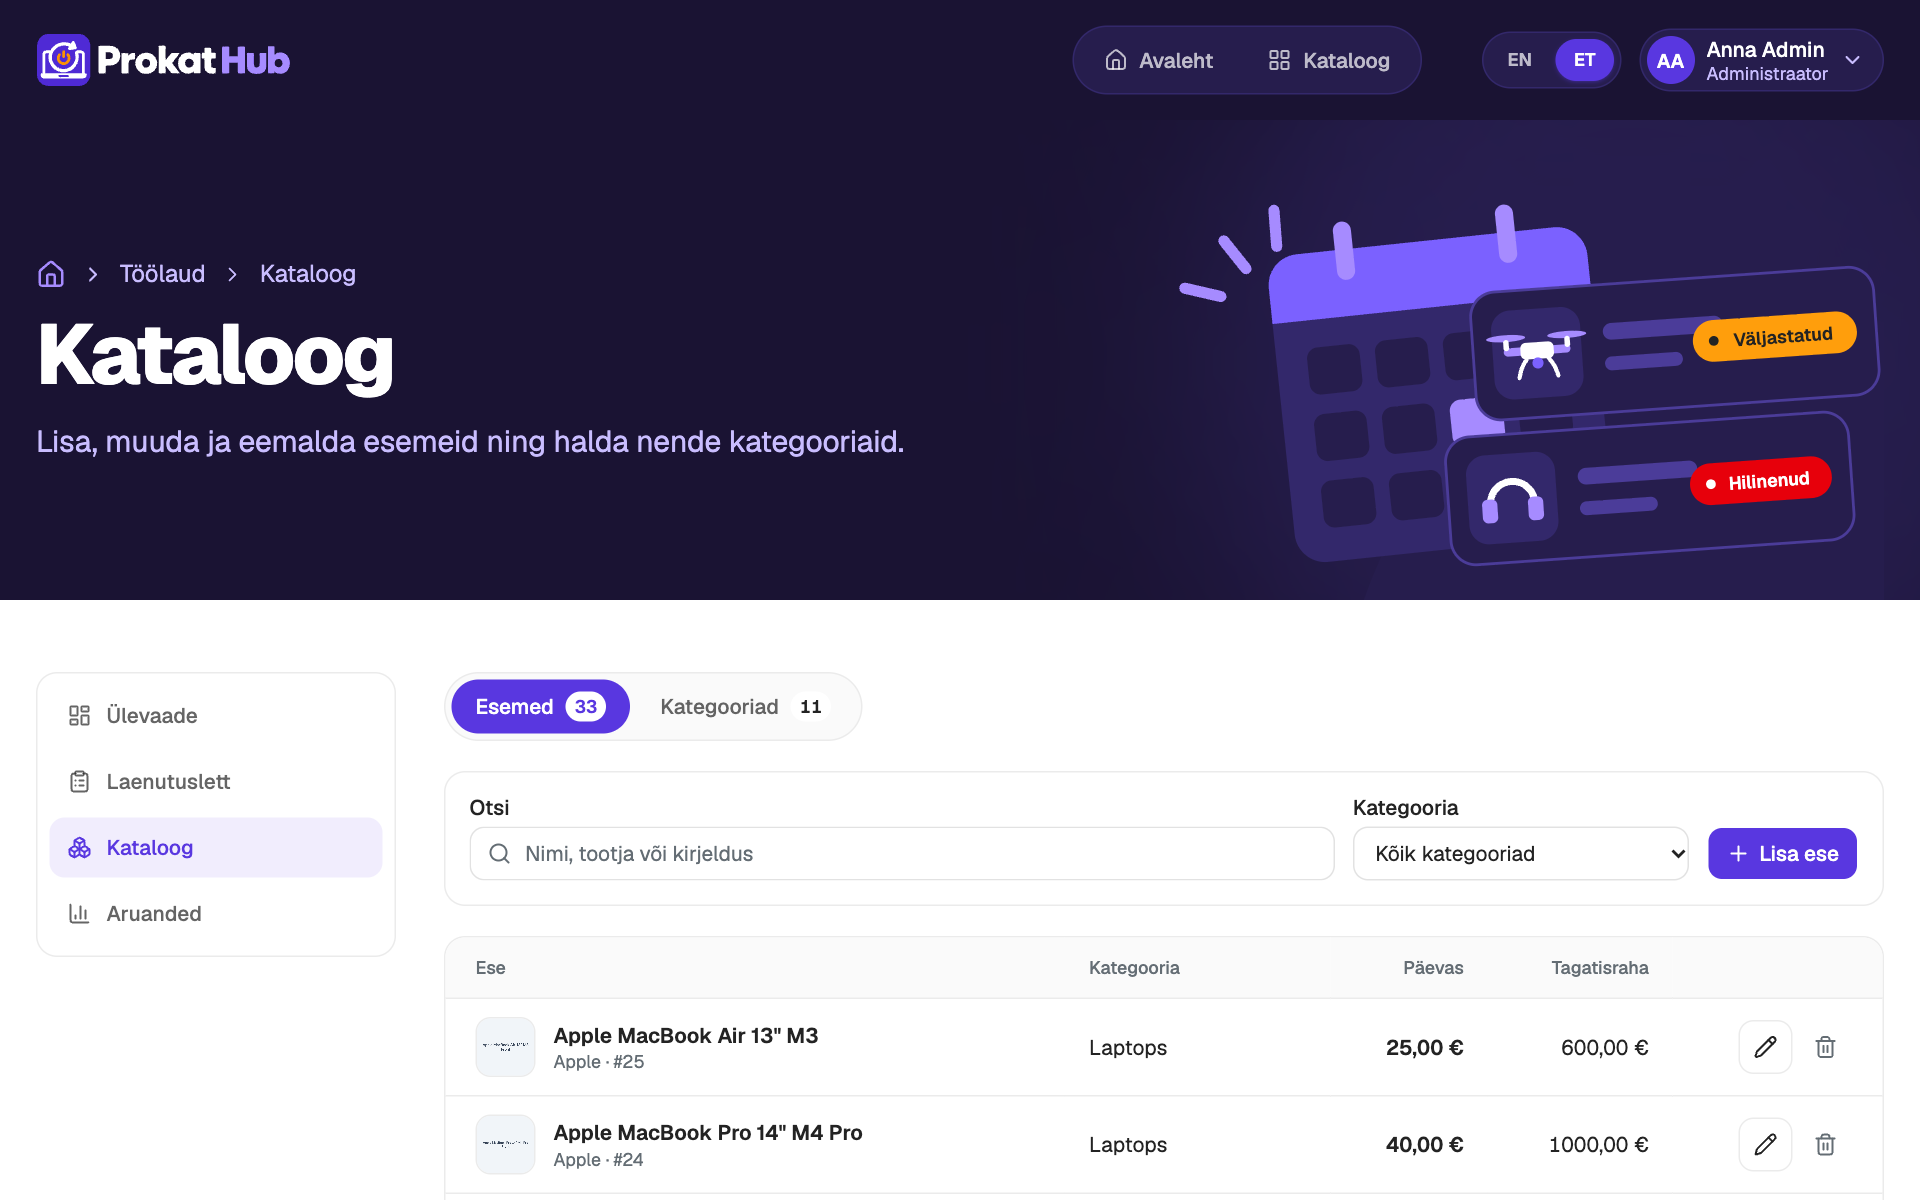 ProkatHub
Avaleht
Kataloog
EN
ET
AA
Anna Admin
Administraator
Töölaud
Kataloog
Kataloog
Lisa, muuda ja eemalda esemeid ning halda nende kategooriaid.
Väljastatud
Hilinenud
Ülevaade
Laenutuslett
Kataloog
Aruanded
Esemed 33
Kategooriad 11
Otsi
Nimi, tootja või kirjeldus
Kategooria
Kõik kategooriad
Lisa ese
Ese Kategooria Päevas Tagatisraha
Apple MacBook Air 13" M3
Apple · #25
Laptops 25,00 € 600,00 €
Apple MacBook Pro 14" M4 Pro
Apple · #24
Laptops 40,00 € 1000,00 €